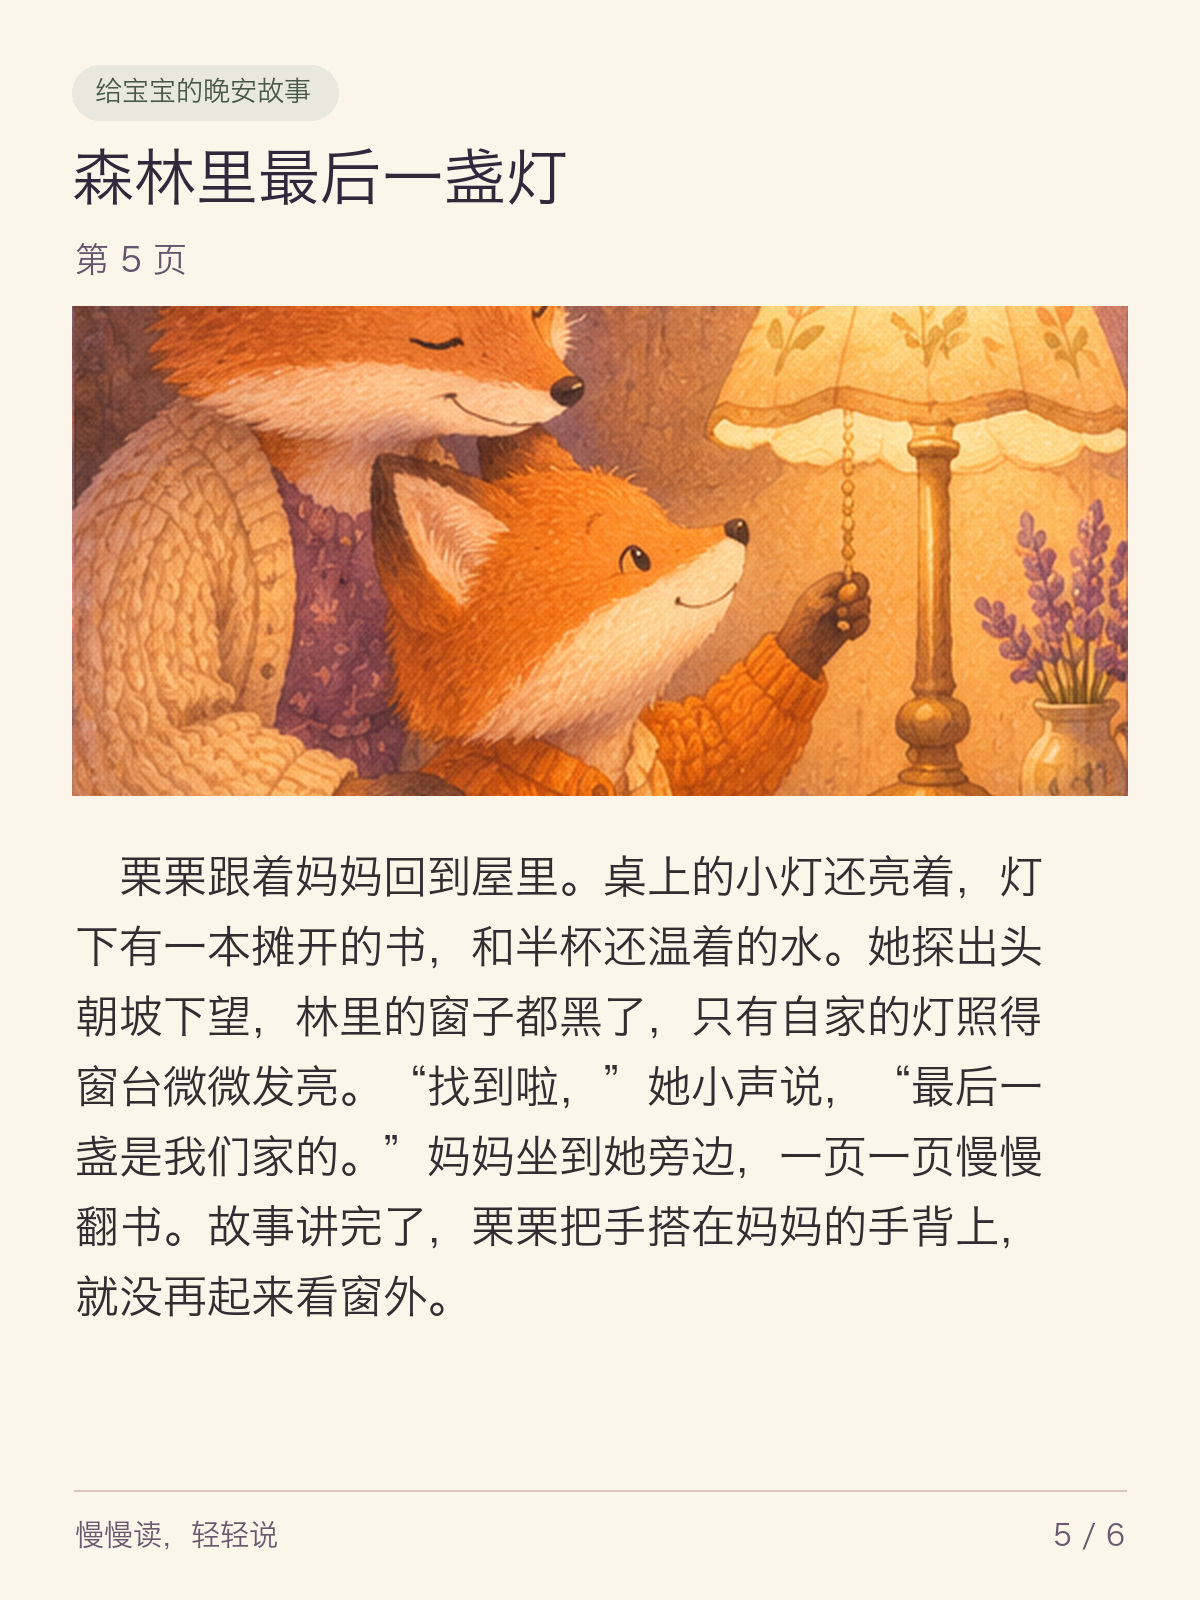 给宝宝的晚安故事
森林里最后一盏灯
第 5 页
栗栗跟着妈妈回到屋里。桌上的小灯还亮着，灯
下有一本摊开的书，和半杯还温着的水。她探出头
朝坡下望，林里的窗子都黑了，只有自家的灯照得
窗台微微发亮。“找到啦，”她小声说，“最后一
盏是我们家的。”妈妈坐到她旁边，一页一页慢慢
翻书。故事讲完了，栗栗把手搭在妈妈的手背上，
就没再起来看窗外。
慢慢读，轻轻说
5 / 6